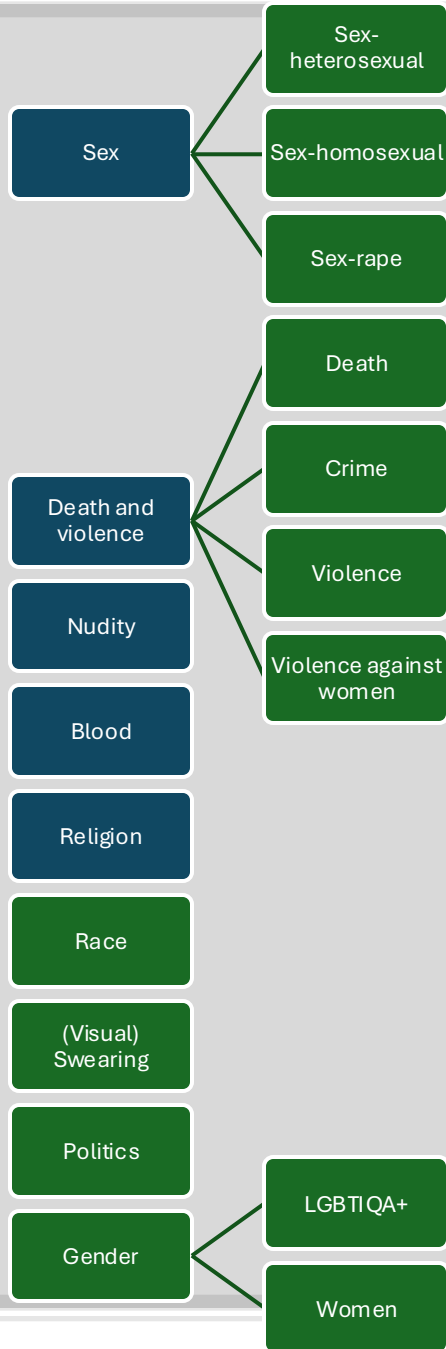 Sex-
heterosexual
Sex
Sex-homosexual
Sex-rape
Death
Crime
Death and
violence
Violence
Nudity
Violence against
women
Blood
Religion
Race
(Visual)
Swearing
Politics
LGBTIQA+
Gender
Women